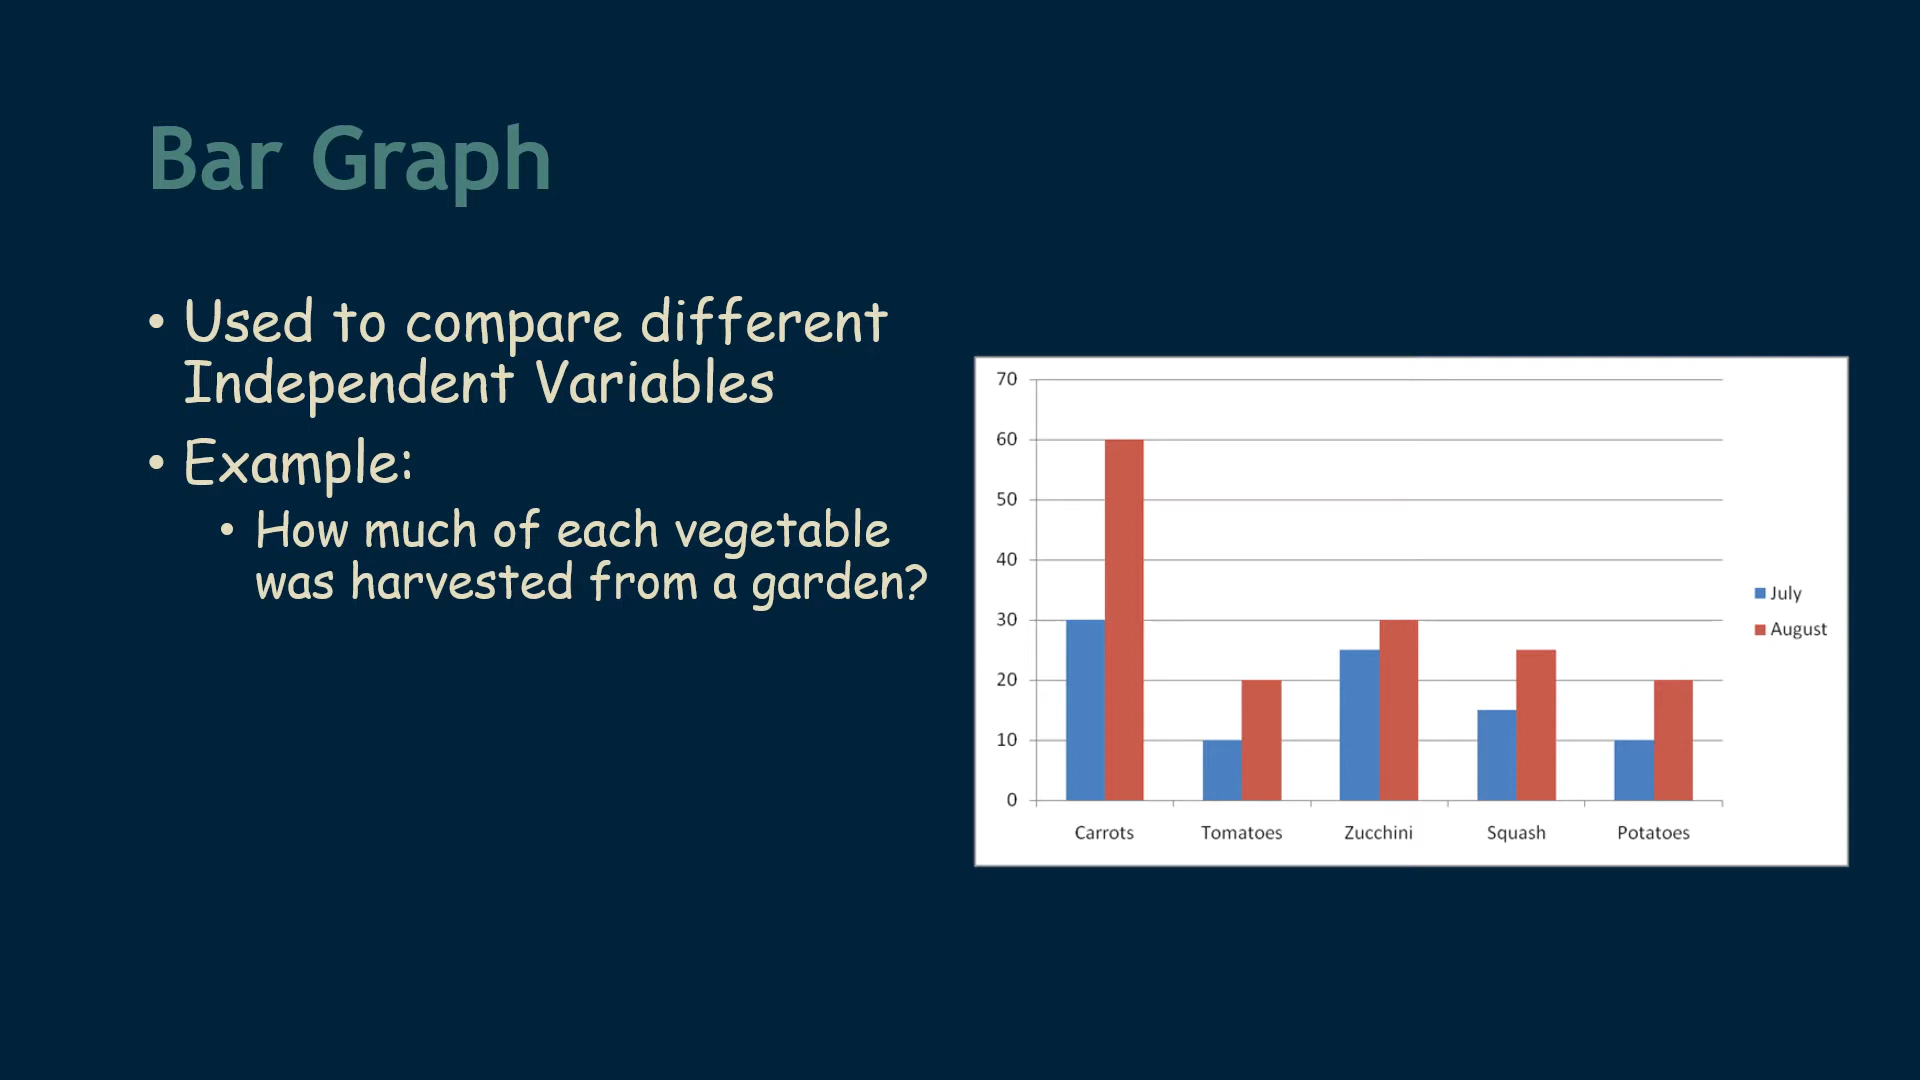 Bar Graph
• Used to compare different
Independent Variables
• Example:
• How much of each vegetable
was harvested from a garden?
70
60
50
40
30
20
10
0
Carrots Tomatoes Zucchini Squash Potatoes
July
August